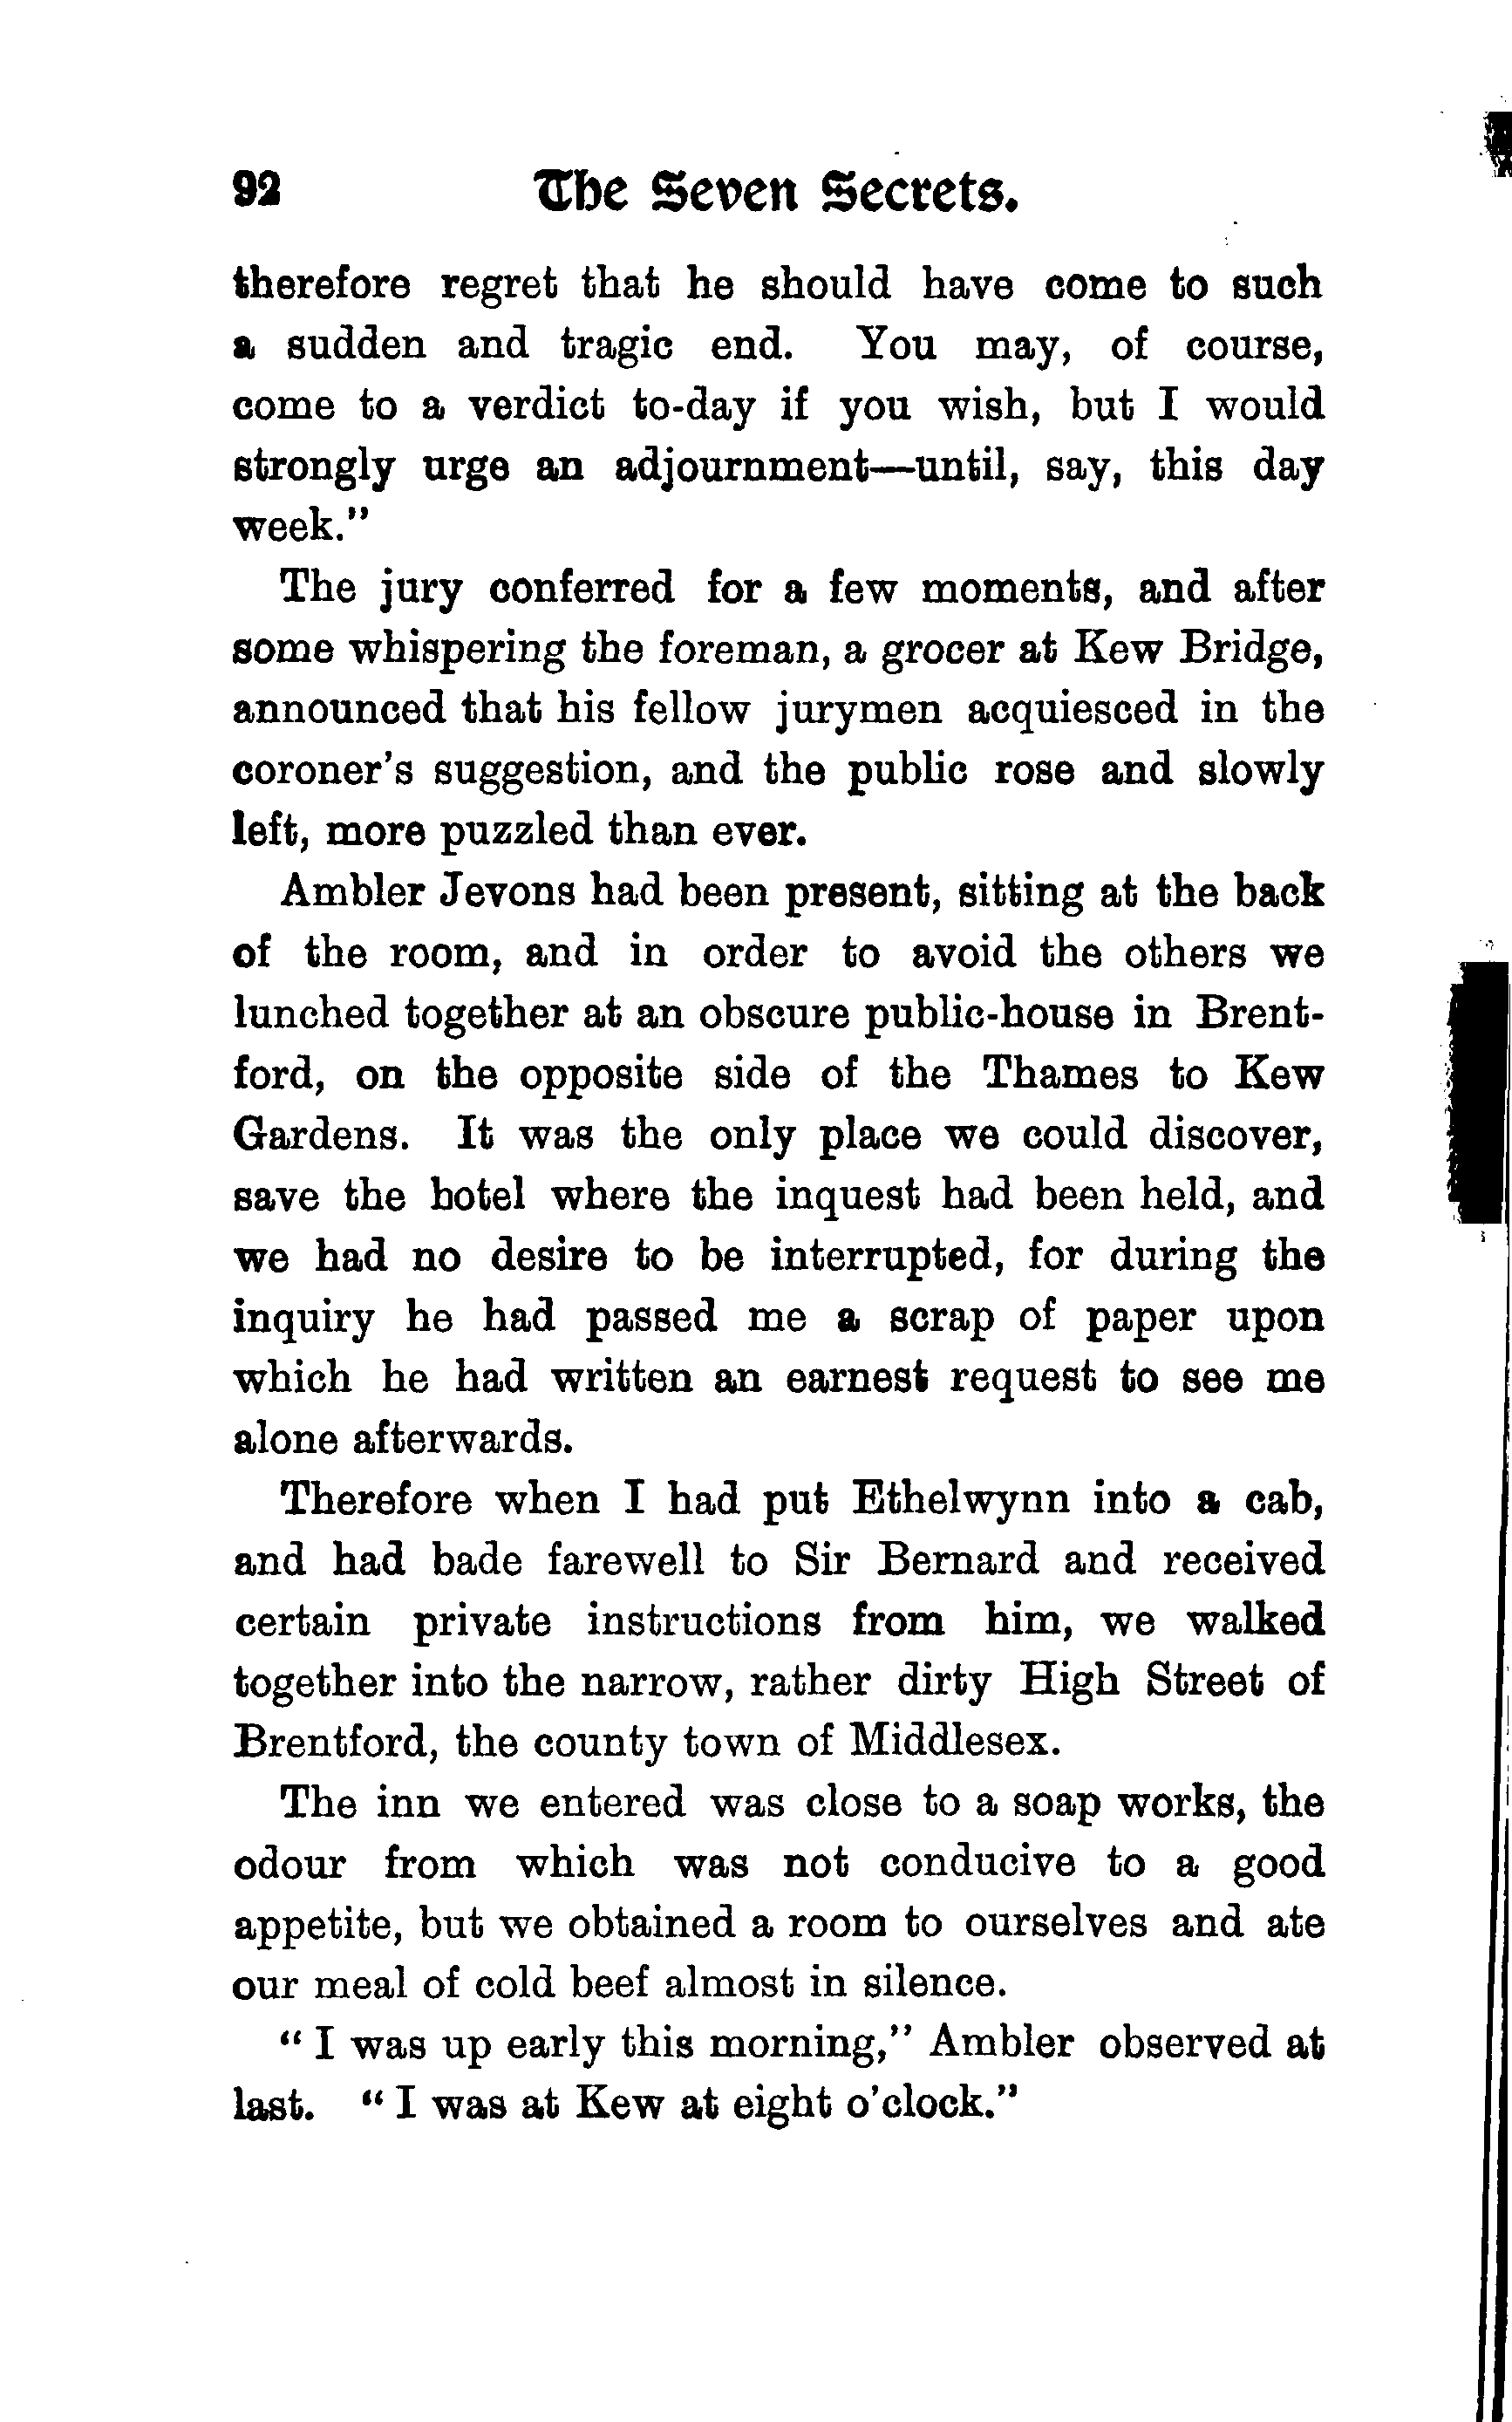 92 The Seven Secrets.
therefore regret that he should have come to such
a sudden and tragic end. You may, of course,
come to a verdict to-day if you wish, but I would
strongly urge an adjournment—until, say, this day
week."
The jury conferred for a few moments, and after
some whispering the foreman, a grocer at Kew Bridge,
announced that his fellow jurymen acquiesced in the
coroner's suggestion, and the public rose and slowly
left, more puzzled than ever.
Ambler Jevons had been present, sitting at the back
of the room, and in order to avoid the others we
lunched together at an obscure public-house in Brent-
ford, on the opposite side of the Thames to Kew
Gardens. It was the only place we could discover,
save the hotel where the inquest had been held, and
we had no desire to be interrupted, for during the
inquiry he had passed me a scrap of paper upon
which he had written an earnest request to see me
alone afterwards.
Therefore when I had put Ethelwynn into a cab,
and had bade farewell to Sir Bernard and received
certain private instructions from him, we walked
together into the narrow, rather dirty High Street of
Brentford, the county town of Middlesex.
The inn we entered was close to a soap works, the
odour from which was not conducive to a good
appetite, but we obtained a room to ourselves and ate
our meal of cold beef almost in silence.
"I was up early this morning," Ambler observed at
last. "I was at Kew at eight o'clock."